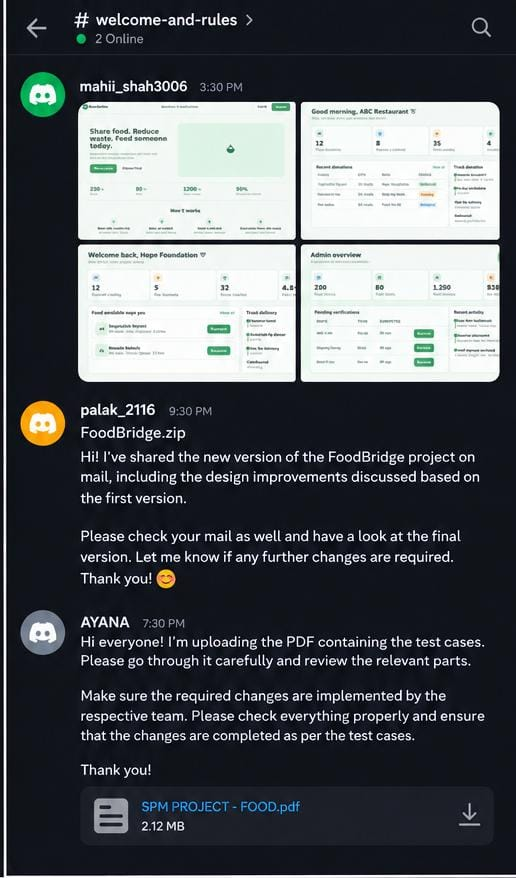 # welcome-and-rules
2 Online
mahii_shah3006 3:30 PM
Share food. Reduce
waste. Feed someone
today.
230+ 80+ 1200+ 90%
How it works
Good morning, ABC Restaurant
12 8 35 4
Recent donations
Track donation
Welcome back, Hope Foundation
12 5 32 4.8
Food available near you
Track delivery
Admin overview
200 80 1,290
Pending verifications
Recent activity
palak_2116 9:30 PM
FoodBridge.zip
Hi! I've shared the new version of the FoodBridge project on
mail, including the design improvements discussed based on
the first version.
Please check your mail as well and have a look at the final
version. Let me know if any further changes are required.
Thank you! 😊
AYANA 7:30 PM
Hi everyone! I'm uploading the PDF containing the test cases.
Please go through it carefully and review the relevant parts.
Make sure the required changes are implemented by the
respective team. Please check everything properly and ensure
that the changes are completed as per the test cases.
Thank you!
SPM PROJECT - FOOD.pdf
2.12 MB